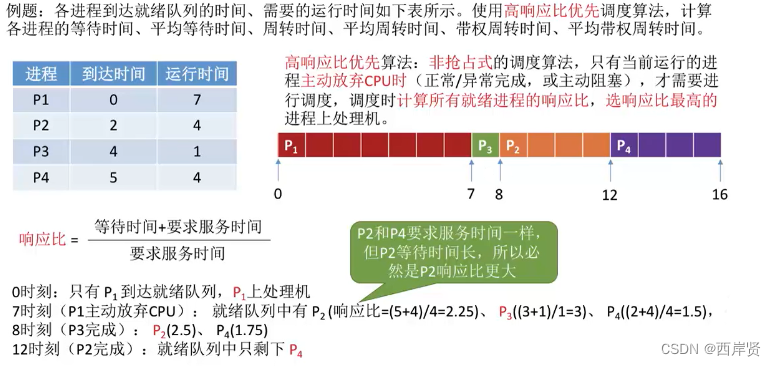 例题：各进程到达就绪队列的时间、需要的运行时间如下表所示。使用高响应比优先调度算法，计算
各进程的等待时间、平均等待时间、周转时间、平均周转时间、带权周转时间、平均带权周转时间。
进程 到达时间 运行时间
P1 0 7
P2 2 4
P3 4 1
P4 5 4
高响应比优先算法：非抢占式的调度算法，只有当前运行的
进程主动放弃CPU时（正常/异常完成，或主动阻塞），才需要进
行调度，调度时计算所有就绪进程的响应比，选响应比最高的
进程上处理机。
P₁ P₃ P₂ P₄
0 7 8 12 16
响应比 = 等待时间+要求服务时间
要求服务时间
P2和P4要求服务时间一样，
但P2等待时间长，所以必
然是P2响应比更大
0时刻：只有 P₁ 到达就绪队列，P₁上处理机
7时刻（P1主动放弃CPU）：就绪队列中有 P₂ (响应比=(5+4)/4=2.25)、 P₃((3+1)/1=3)、 P₄((2+4)/4=1.5)，
8时刻（P3完成）：P₂(2.5)、P₄(1.75)
12时刻（P2完成）：就绪队列中只剩下 P₄
CSDN @西岸贤